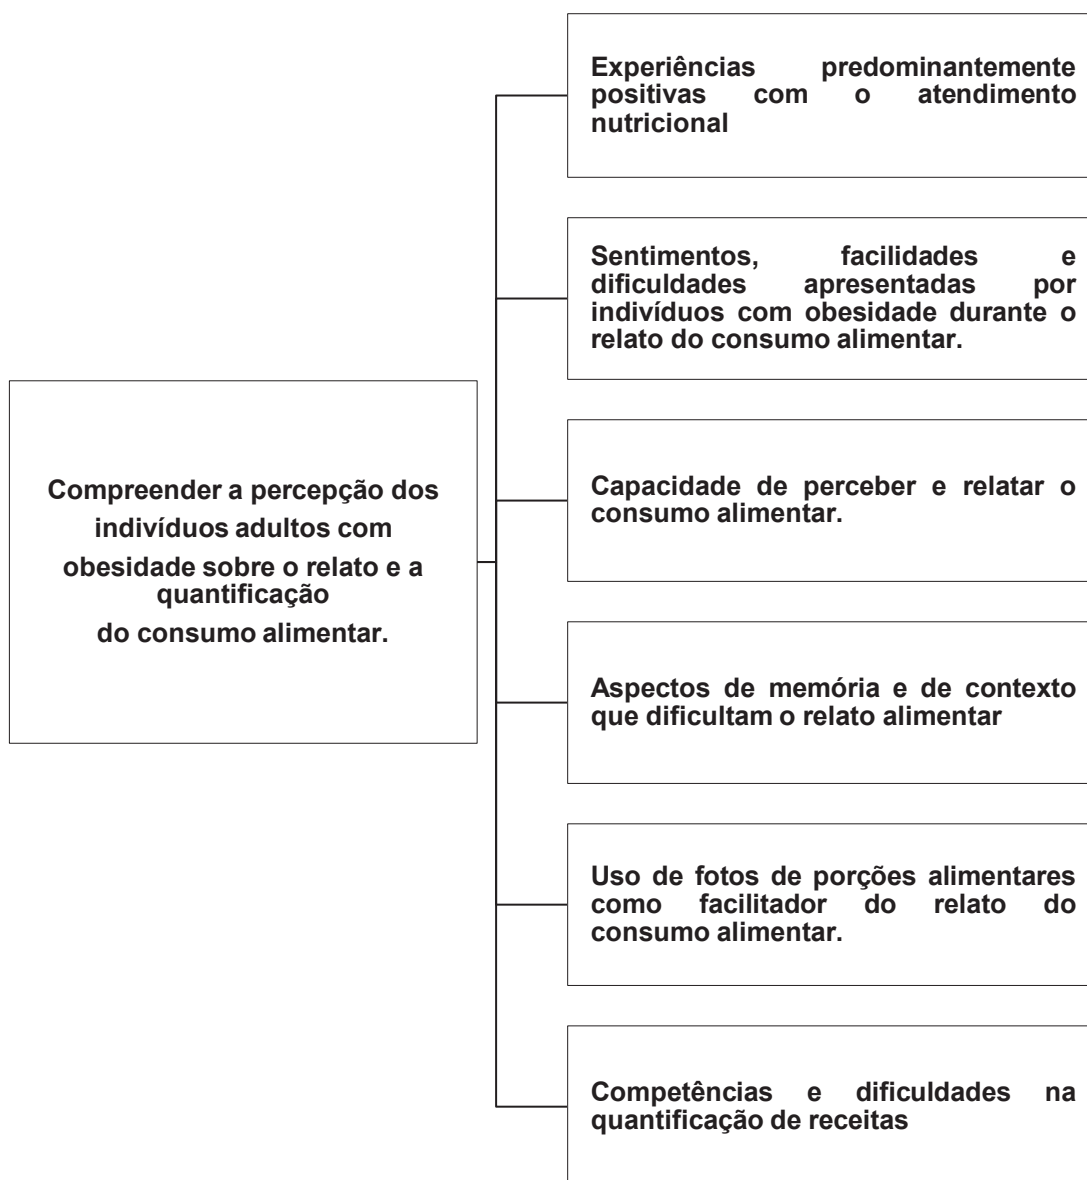 Experiências predominantemente
positivas com o atendimento
nutricional
Sentimentos, facilidades e
dificuldades apresentadas por
indivíduos com obesidade durante o
relato do consumo alimentar.
Compreender a percepção dos
indivíduos adultos com
obesidade sobre o relato e a
quantificação
do consumo alimentar.
Capacidade de perceber e relatar o
consumo alimentar.
Aspectos de memória e de contexto
que dificultam o relato alimentar
Uso de fotos de porções alimentares
como facilitador do relato do
consumo alimentar.
Competências e dificuldades na
quantificação de receitas